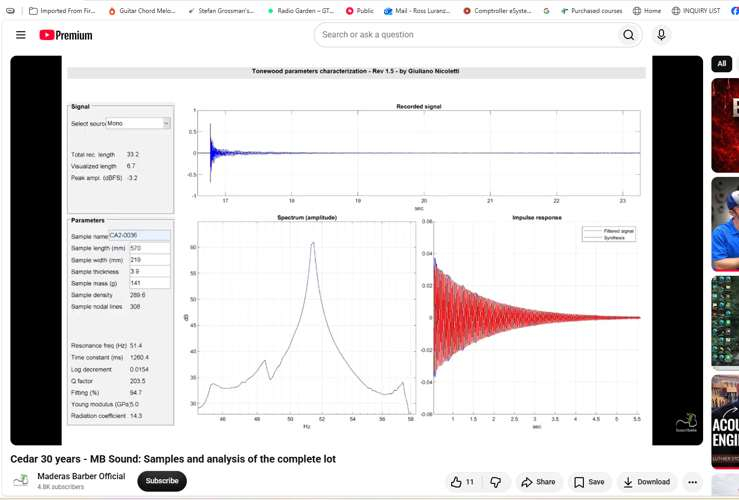 Imported From Fir...
Guitar Chord Melo...
Stefan Grossman's...
Radio Garden – GT...
Public
Mail - Ross Luranz...
Comptroller eSyste...
Purchased courses
Home
INQUIRY LIST
Premium
Search or ask a question
All
Tonewood parameters characterization - Rev 1.5 - by Giuliano Nicoletti
Signal
Select source Mono
Total rec. length 33.2
Visualized length 6.7
Peak ampl. (dBFS) -3.2
Recorded signal
1
0.5
0
-0.5
-1
17 18 19 20 21 22 23
sec
Parameters
Sample name CA2-0036
Sample length (mm) 570
Sample width (mm) 219
Sample thickness 3.9
Sample mass (g) 141
Sample density 289.6
Sample nodal lines 308
Resonance freq (Hz) 51.4
Time constant (ms) 1260.4
Log decrement 0.0154
Q factor 203.5
Fitting (%) 94.7
Young modulus (GPa) 5.0
Radiation coefficient 14.3
Spectrum (amplitude)
dB
60
55
50
45
40
35
30
46 48 50 52 54 56 58
Hz
Impulse response
Filtered signal
Synthesis
0.06
0.04
0.02
0
-0.02
-0.04
-0.06
1 1.5 2 2.5 3 3.5 4 4.5 5 5.5
sec
Cedar 30 years - MB Sound: Samples and analysis of the complete lot
Maderas Barber Official
4.8K subscribers
Subscribe
11
Share
Save
Download
ACOU
ENGINE